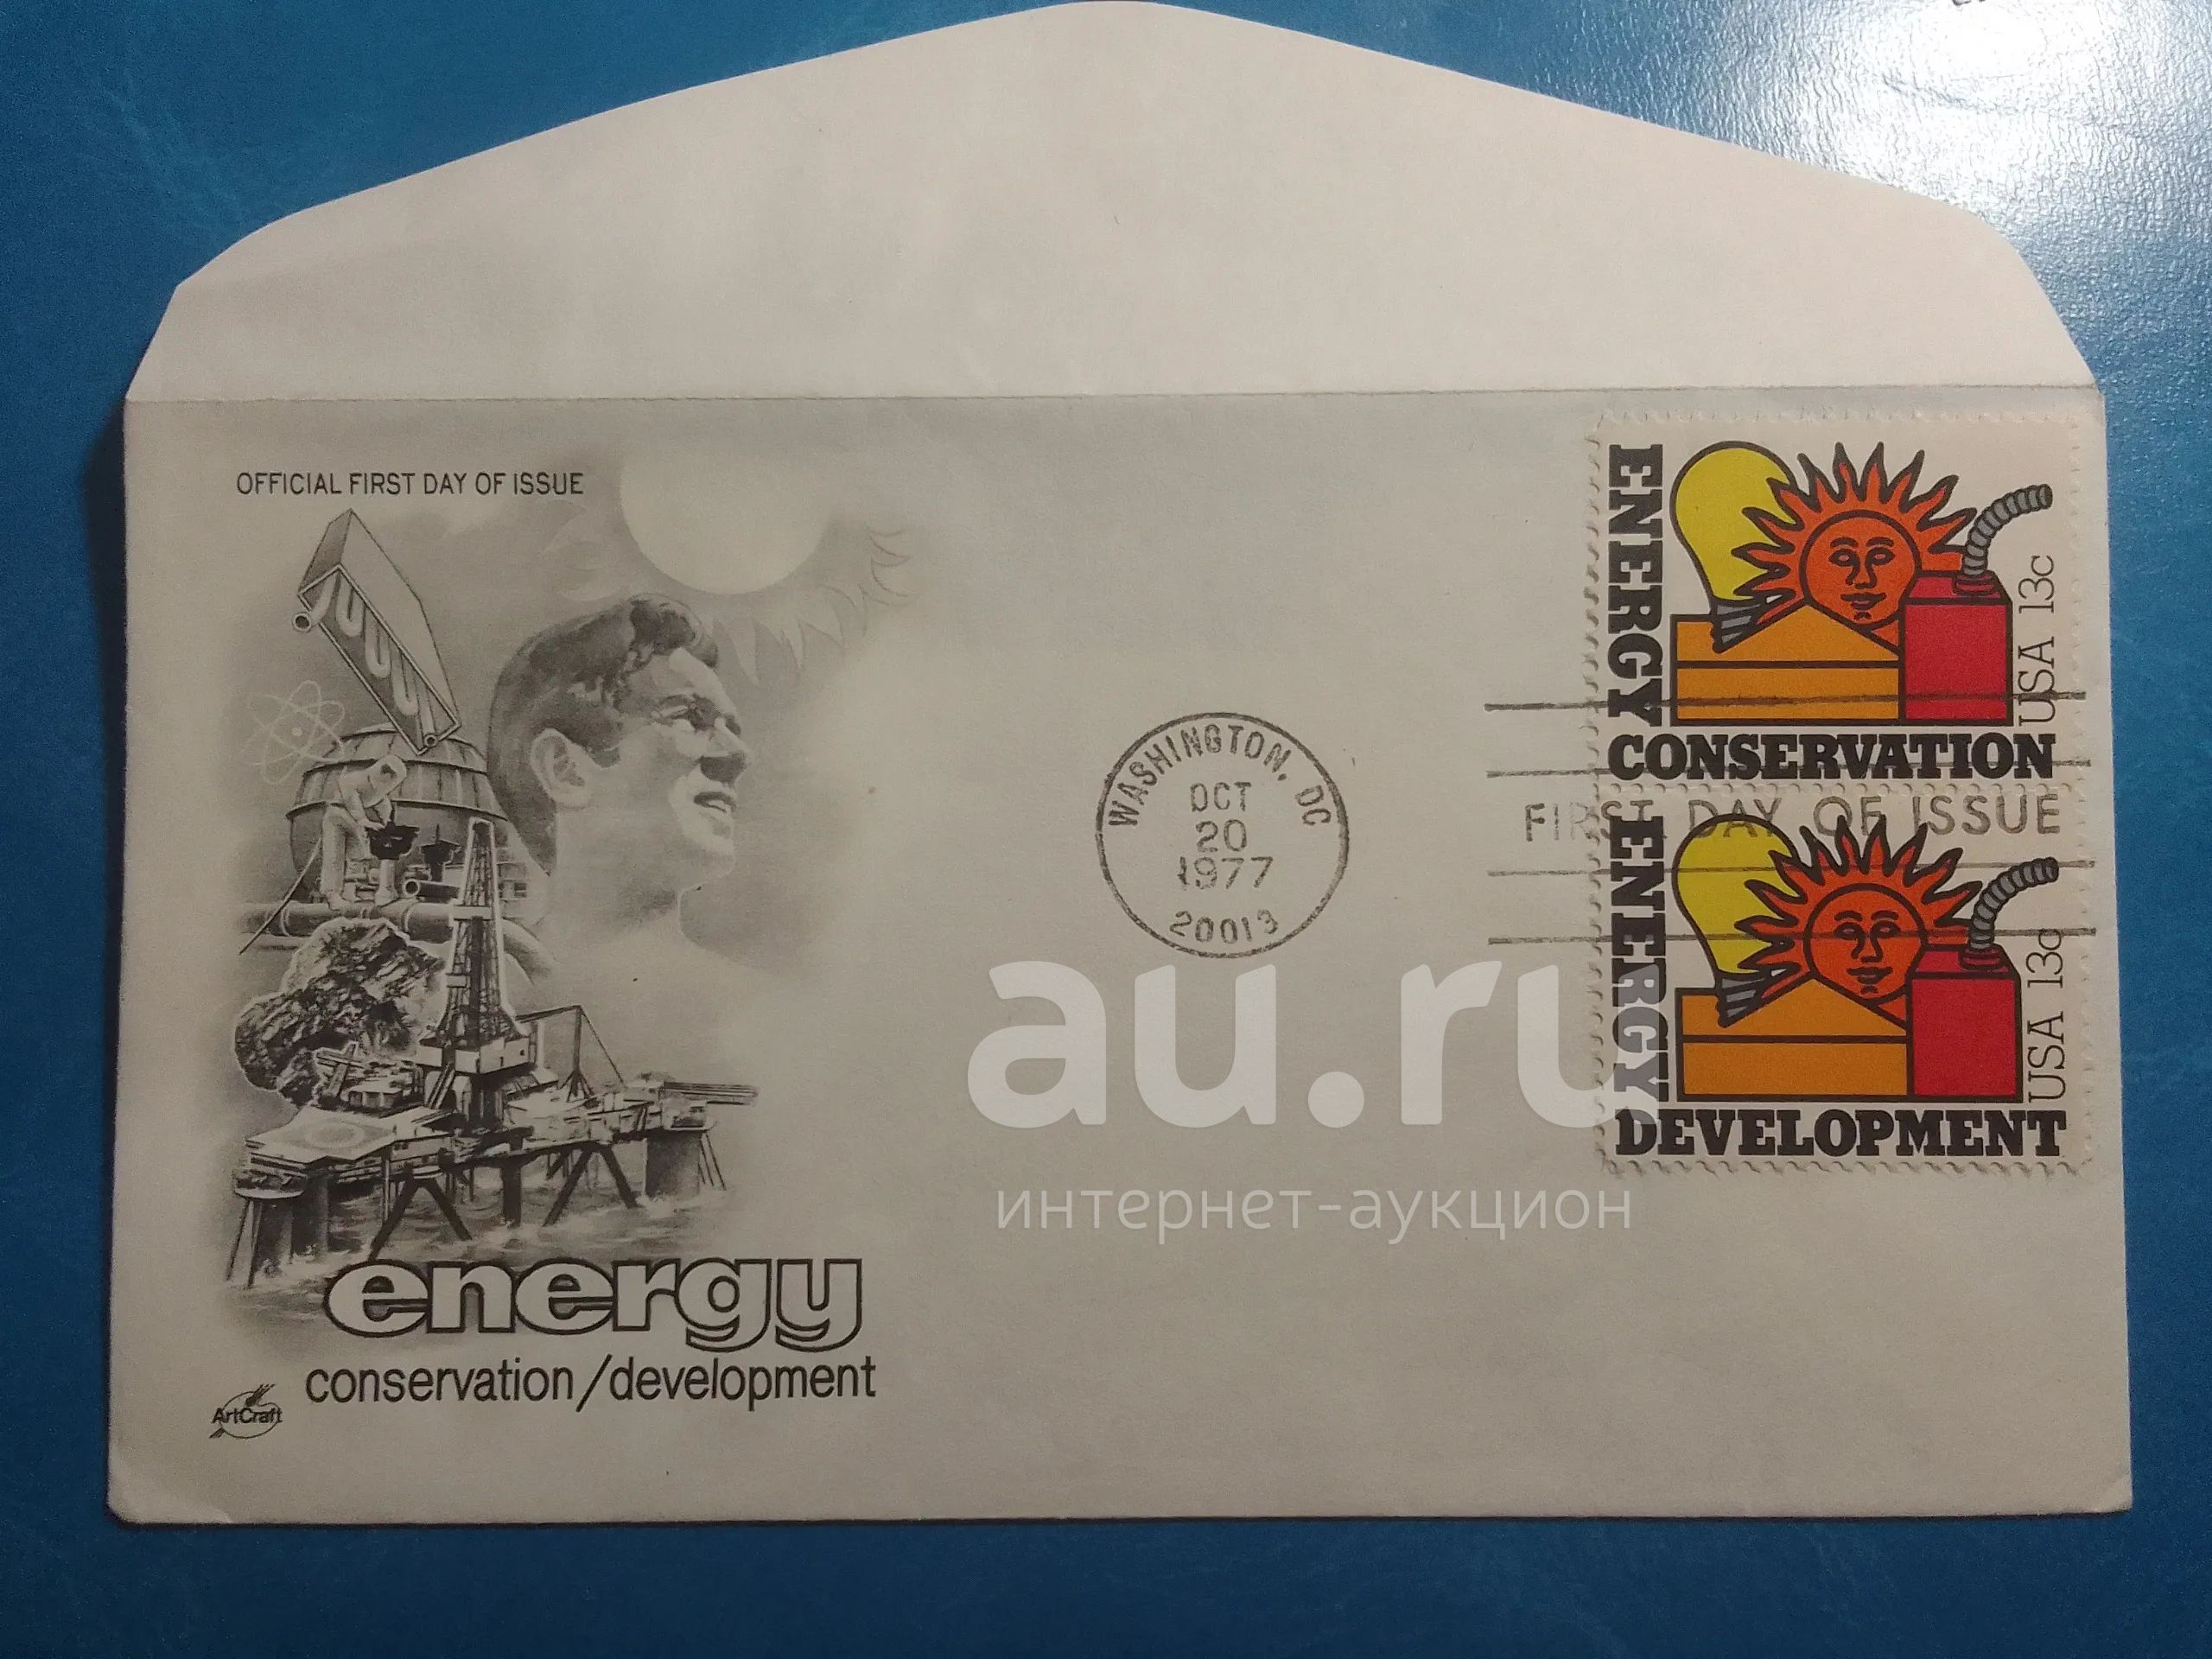 OFFICIAL FIRST DAY OF ISSUE
ENERGY
CONSERVATION
USA 13c
WASHINGTON, DC
OCT
20
1977
20013
FIRST DAY OF ISSUE
ENERGY
DEVELOPMENT
USA 13c
au.ru
интернет-аукцион
energy
conservation/development
ArtCraft